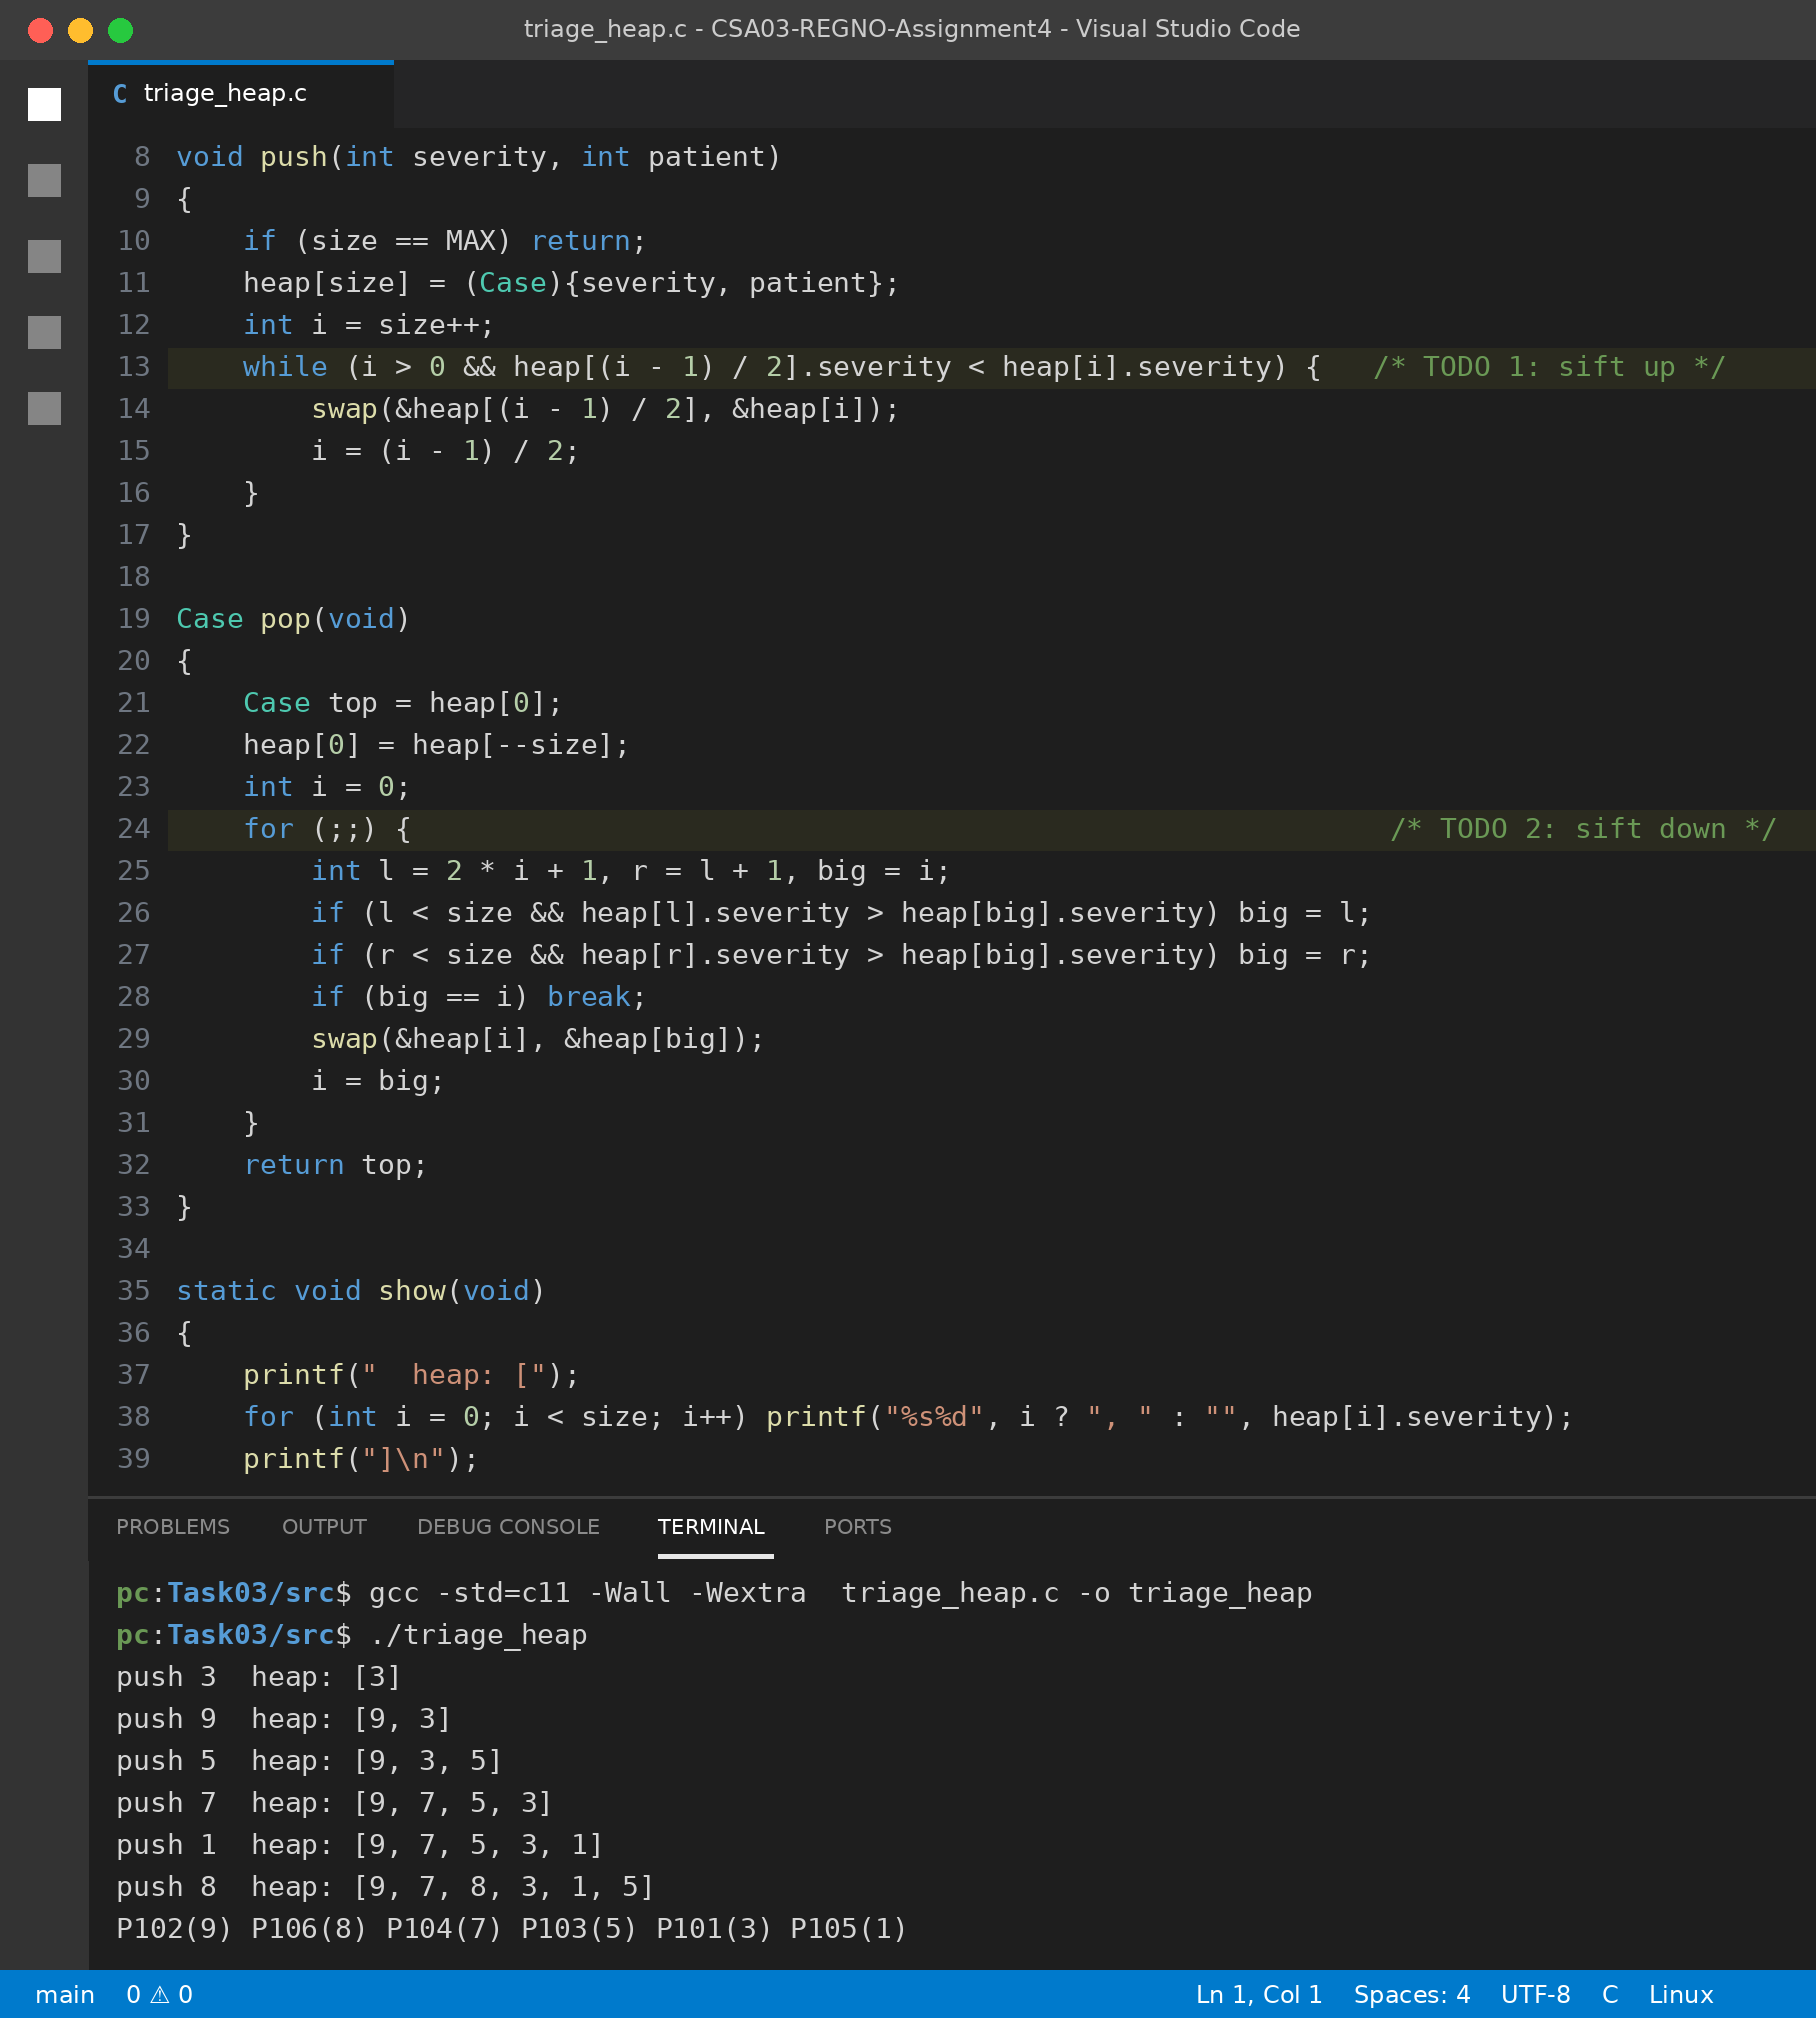 triage_heap.c - CSA03-REGNO-Assignment4 - Visual Studio Code
C triage_heap.c
8 void push(int severity, int patient)
9 {
10     if (size == MAX) return;
11     heap[size] = (Case){severity, patient};
12     int i = size++;
13     while (i > 0 && heap[(i - 1) / 2].severity < heap[i].severity) {   /* TODO 1: sift up */
14         swap(&heap[(i - 1) / 2], &heap[i]);
15         i = (i - 1) / 2;
16     }
17 }
18
19 Case pop(void)
20 {
21     Case top = heap[0];
22     heap[0] = heap[--size];
23     int i = 0;
24     for (;;) {                                                          /* TODO 2: sift down */
25         int l = 2 * i + 1, r = l + 1, big = i;
26         if (l < size && heap[l].severity > heap[big].severity) big = l;
27         if (r < size && heap[r].severity > heap[big].severity) big = r;
28         if (big == i) break;
29         swap(&heap[i], &heap[big]);
30         i = big;
31     }
32     return top;
33 }
34
35 static void show(void)
36 {
37     printf("  heap: [");
38     for (int i = 0; i < size; i++) printf("%s%d", i ? ", " : "", heap[i].severity);
39     printf("]\n");
PROBLEMS OUTPUT DEBUG CONSOLE TERMINAL PORTS
pc:Task03/src$ gcc -std=c11 -Wall -Wextra  triage_heap.c -o triage_heap
pc:Task03/src$ ./triage_heap
push 3  heap: [3]
push 9  heap: [9, 3]
push 5  heap: [9, 3, 5]
push 7  heap: [9, 7, 5, 3]
push 1  heap: [9, 7, 5, 3, 1]
push 8  heap: [9, 7, 8, 3, 1, 5]
P102(9) P106(8) P104(7) P103(5) P101(3) P105(1)
main 0 ⚠ 0 Ln 1, Col 1 Spaces: 4 UTF-8 C Linux